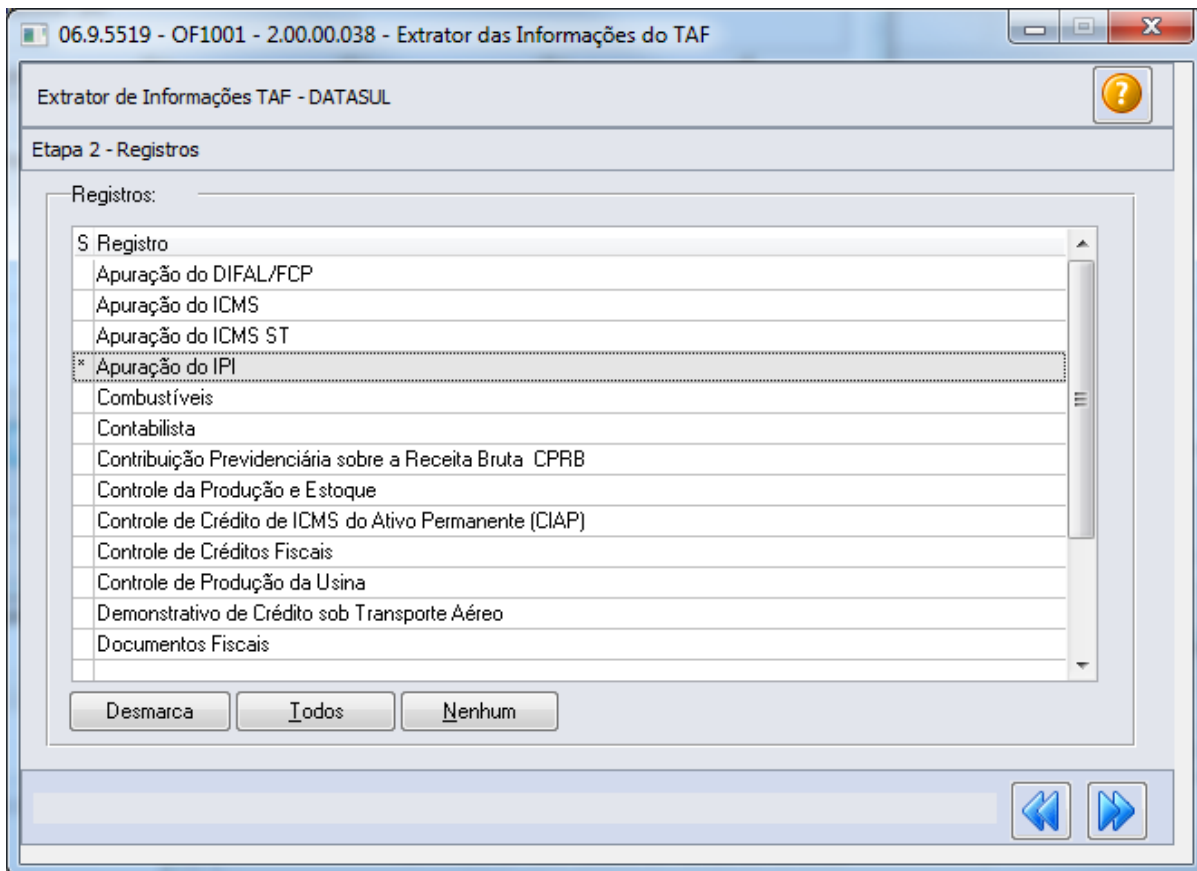 06.9.5519 - OF1001 - 2.00.00.038 - Extrator das Informações do TAF
Extrator de Informações TAF - DATASUL
?
Etapa 2 - Registros
Registros:
S Registro
Apuração do DIFAL/FCP
Apuração do ICMS
Apuração do ICMS ST
* Apuração do IPI
Combustíveis
Contabilista
Contribuição Previdenciária sobre a Receita Bruta  CPRB
Controle da Produção e Estoque
Controle de Crédito de ICMS do Ativo Permanente (CIAP)
Controle de Créditos Fiscais
Controle de Produção da Usina
Demonstrativo de Crédito sob Transporte Aéreo
Documentos Fiscais
Desmarca Todos Nenhum